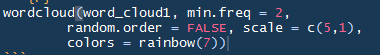 wordcloud(word_cloud1, min.freq = 2,
random.order = FALSE, scale = c(5,1),
colors = rainbow(7))